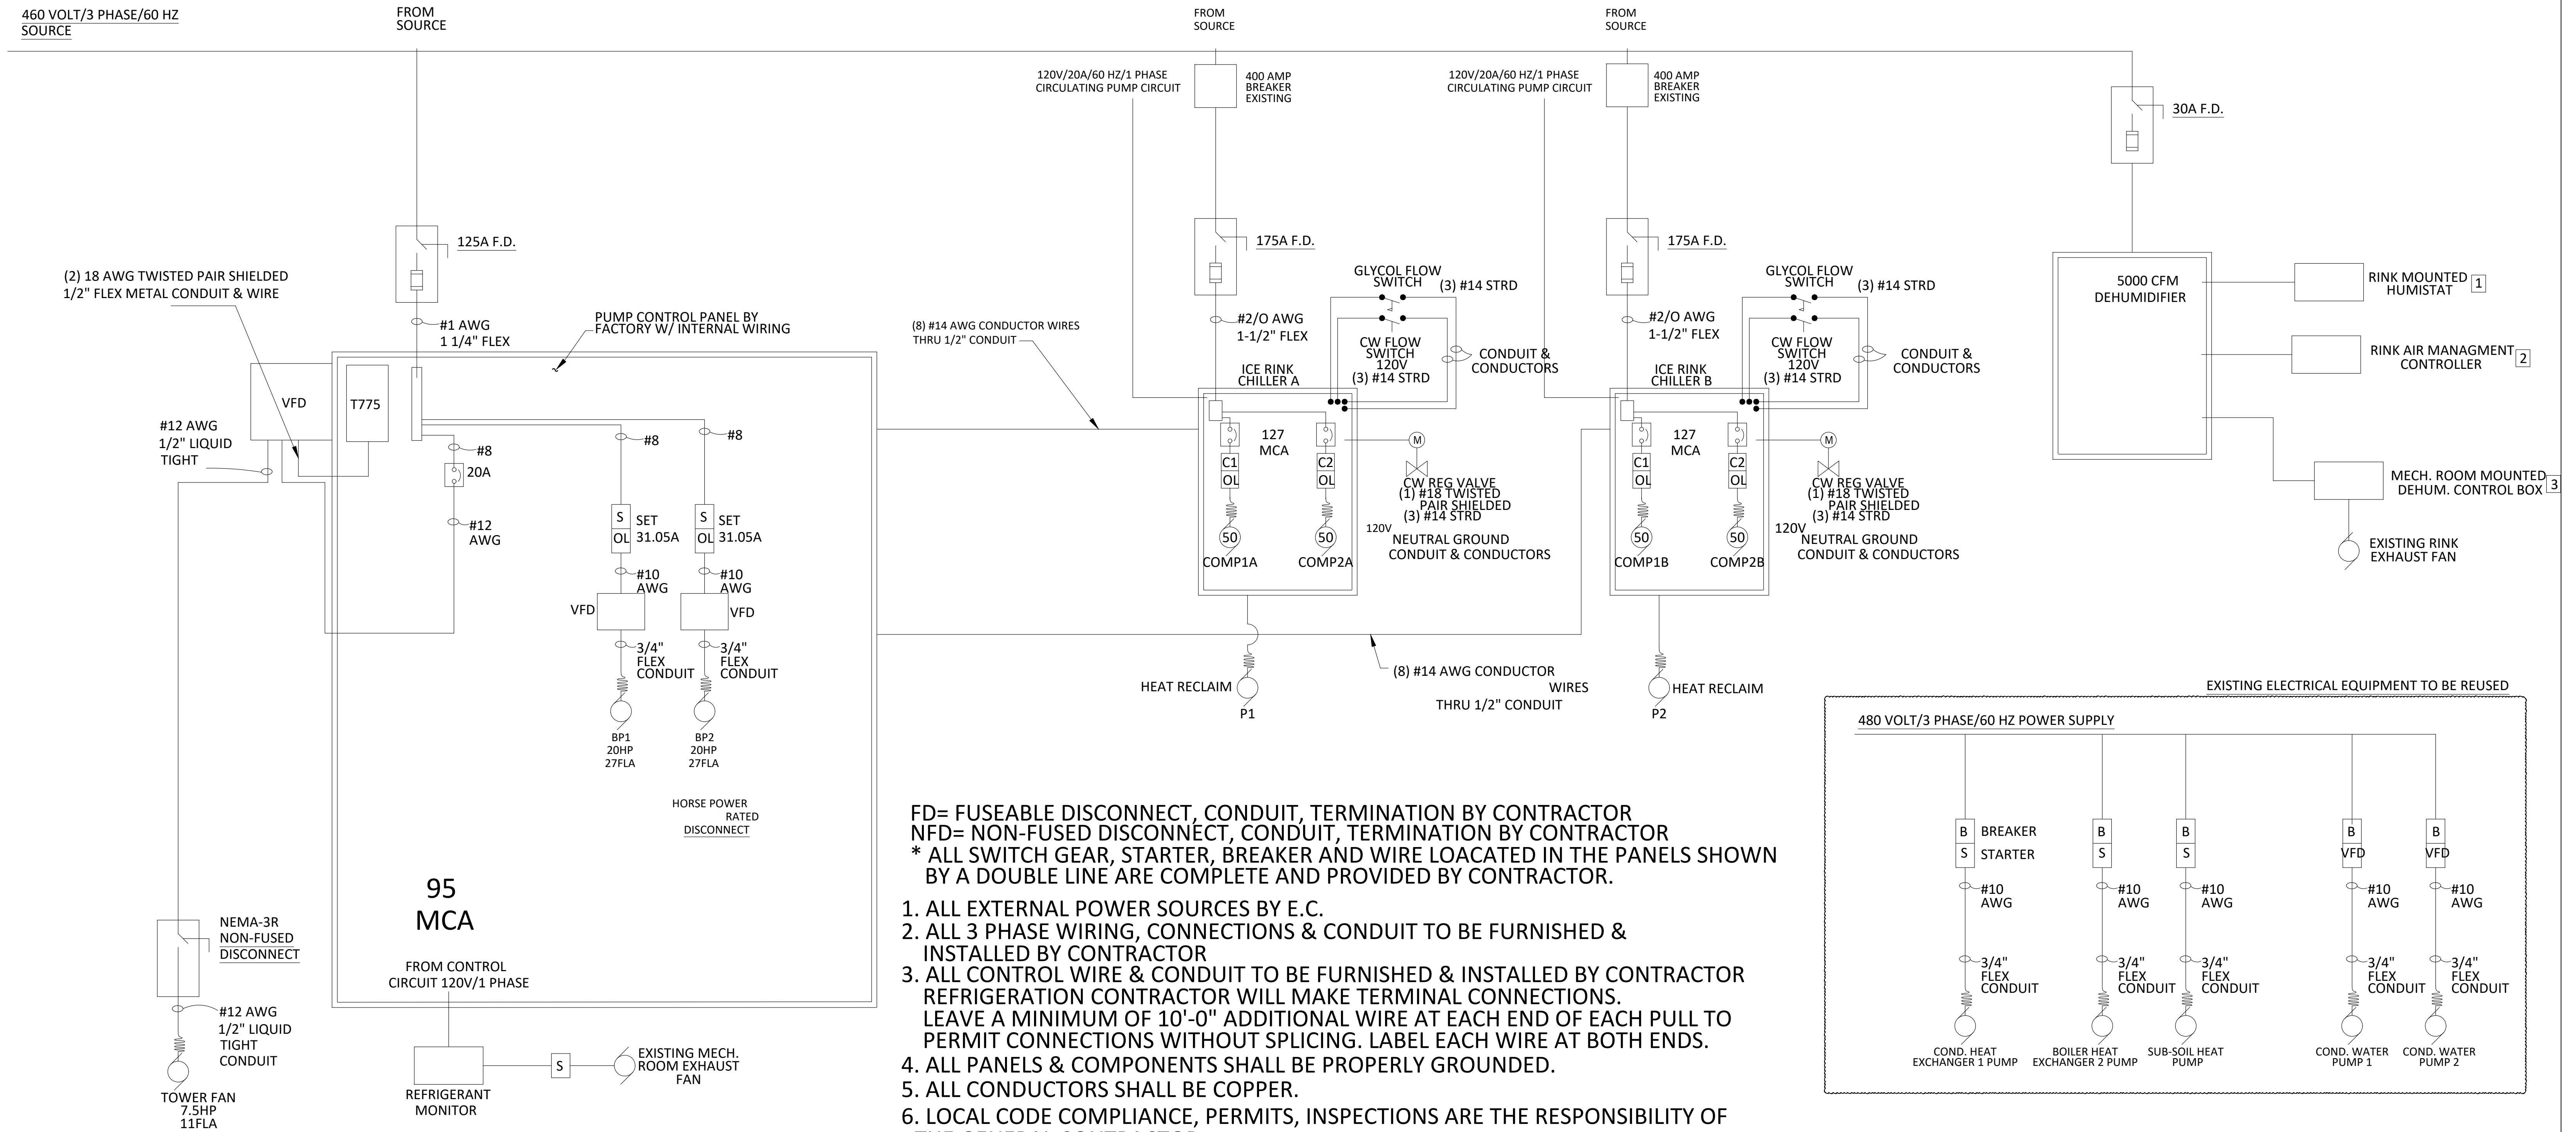 460 VOLT/3 PHASE/60 HZ
SOURCE
FROM
SOURCE
FROM
SOURCE
FROM
SOURCE
120V/20A/60 HZ/1 PHASE
CIRCULATING PUMP CIRCUIT
400 AMP
BREAKER
EXISTING
120V/20A/60 HZ/1 PHASE
CIRCULATING PUMP CIRCUIT
400 AMP
BREAKER
EXISTING
30A F.D.
125A F.D.
175A F.D.
175A F.D.
(2) 18 AWG TWISTED PAIR SHIELDED
1/2" FLEX METAL CONDUIT & WIRE
#1 AWG
1 1/4" FLEX
PUMP CONTROL PANEL BY
FACTORY W/ INTERNAL WIRING
(8) #14 AWG CONDUCTOR WIRES
THRU 1/2" CONDUIT
#2/O AWG
1-1/2" FLEX
GLYCOL FLOW
SWITCH
(3) #14 STRD
CW FLOW
SWITCH
120V
(3) #14 STRD
CONDUIT &
CONDUCTORS
ICE RINK
CHILLER A
#2/O AWG
1-1/2" FLEX
GLYCOL FLOW
SWITCH
(3) #14 STRD
CW FLOW
SWITCH
120V
(3) #14 STRD
CONDUIT &
CONDUCTORS
ICE RINK
CHILLER B
5000 CFM
DEHUMIDIFIER
RINK MOUNTED
HUMISTAT
1
RINK AIR MANAGMENT
CONTROLLER
2
MECH. ROOM MOUNTED
DEHUM. CONTROL BOX
3
EXISTING RINK
EXHAUST FAN
VFD
T775
#12 AWG
1/2" LIQUID
TIGHT
#8
20A
#12
AWG
#8
#8
S
OL
SET
31.05A
S
OL
SET
31.05A
#10
AWG
#10
AWG
VFD
VFD
3/4"
FLEX
CONDUIT
3/4"
FLEX
CONDUIT
BP1
20HP
27FLA
BP2
20HP
27FLA
HORSE POWER
RATED
DISCONNECT
95
MCA
FROM CONTROL
CIRCUIT 120V/1 PHASE
127
MCA
C1
OL
C2
OL
50
50
COMP1A
COMP2A
M
CW REG VALVE
(1) #18 TWISTED
PAIR SHIELDED
(3) #14 STRD
120V
NEUTRAL GROUND
CONDUIT & CONDUCTORS
127
MCA
C1
OL
C2
OL
50
50
COMP1B
COMP2B
M
CW REG VALVE
(1) #18 TWISTED
PAIR SHIELDED
(3) #14 STRD
120V
NEUTRAL GROUND
CONDUIT & CONDUCTORS
HEAT RECLAIM
P1
(8) #14 AWG CONDUCTOR
WIRES
THRU 1/2" CONDUIT
HEAT RECLAIM
P2
NEMA-3R
NON-FUSED
DISCONNECT
#12 AWG
1/2" LIQUID
TIGHT
CONDUIT
TOWER FAN
7.5HP
11FLA
REFRIGERANT
MONITOR
S
EXISTING MECH.
ROOM EXHAUST
FAN
FD= FUSEABLE DISCONNECT, CONDUIT, TERMINATION BY CONTRACTOR
NFD= NON-FUSED DISCONNECT, CONDUIT, TERMINATION BY CONTRACTOR
* ALL SWITCH GEAR, STARTER, BREAKER AND WIRE LOACATED IN THE PANELS SHOWN
BY A DOUBLE LINE ARE COMPLETE AND PROVIDED BY CONTRACTOR.
1. ALL EXTERNAL POWER SOURCES BY E.C.
2. ALL 3 PHASE WIRING, CONNECTIONS & CONDUIT TO BE FURNISHED &
INSTALLED BY CONTRACTOR
3. ALL CONTROL WIRE & CONDUIT TO BE FURNISHED & INSTALLED BY CONTRACTOR
REFRIGERATION CONTRACTOR WILL MAKE TERMINAL CONNECTIONS.
LEAVE A MINIMUM OF 10'-0" ADDITIONAL WIRE AT EACH END OF EACH PULL TO
PERMIT CONNECTIONS WITHOUT SPLICING. LABEL EACH WIRE AT BOTH ENDS.
4. ALL PANELS & COMPONENTS SHALL BE PROPERLY GROUNDED.
5. ALL CONDUCTORS SHALL BE COPPER.
6. LOCAL CODE COMPLIANCE, PERMITS, INSPECTIONS ARE THE RESPONSIBILITY OF
EXISTING ELECTRICAL EQUIPMENT TO BE REUSED
480 VOLT/3 PHASE/60 HZ POWER SUPPLY
B
BREAKER
S
STARTER
B
S
B
S
B
VFD
B
VFD
#10
AWG
#10
AWG
#10
AWG
#10
AWG
#10
AWG
3/4"
FLEX
CONDUIT
3/4"
FLEX
CONDUIT
3/4"
FLEX
CONDUIT
3/4"
FLEX
CONDUIT
3/4"
FLEX
CONDUIT
COND. HEAT
EXCHANGER 1 PUMP
BOILER HEAT
EXCHANGER 2 PUMP
SUB-SOIL HEAT
PUMP
COND. WATER
PUMP 1
COND. WATER
PUMP 2